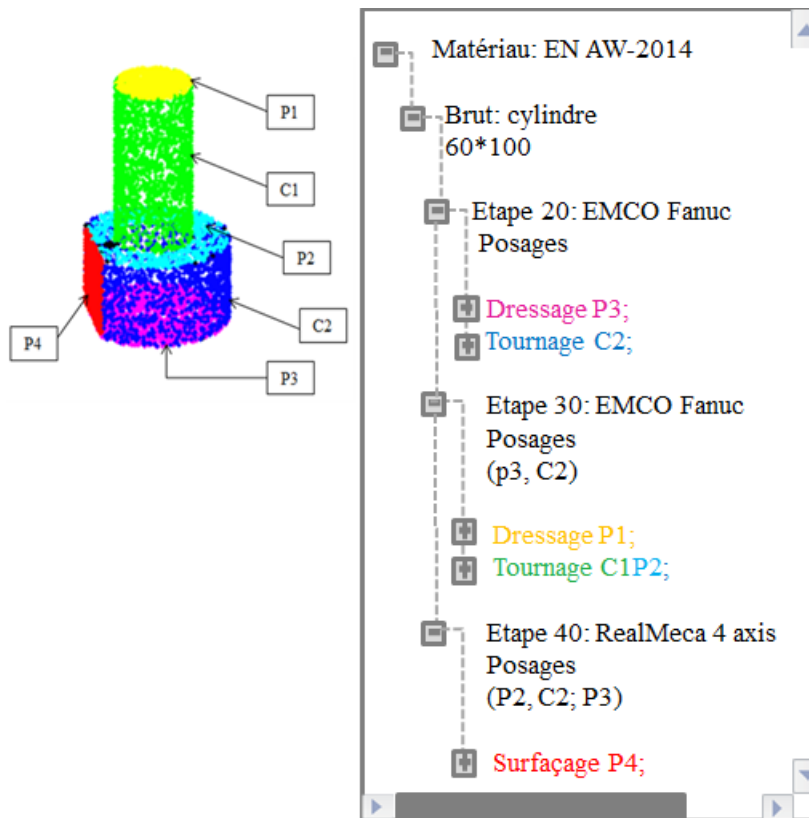 P1
C1
P2
P4
C2
P3
Matériau: EN AW-2014
Brut: cylindre
60*100
Etape 20: EMCO Fanuc
Posages
Dressage P3;
Tournage C2;
Etape 30: EMCO Fanuc
Posages
(p3, C2)
Dressage P1;
Tournage C1P2;
Etape 40: RealMeca 4 axis
Posages
(P2, C2; P3)
Surfaçage P4;